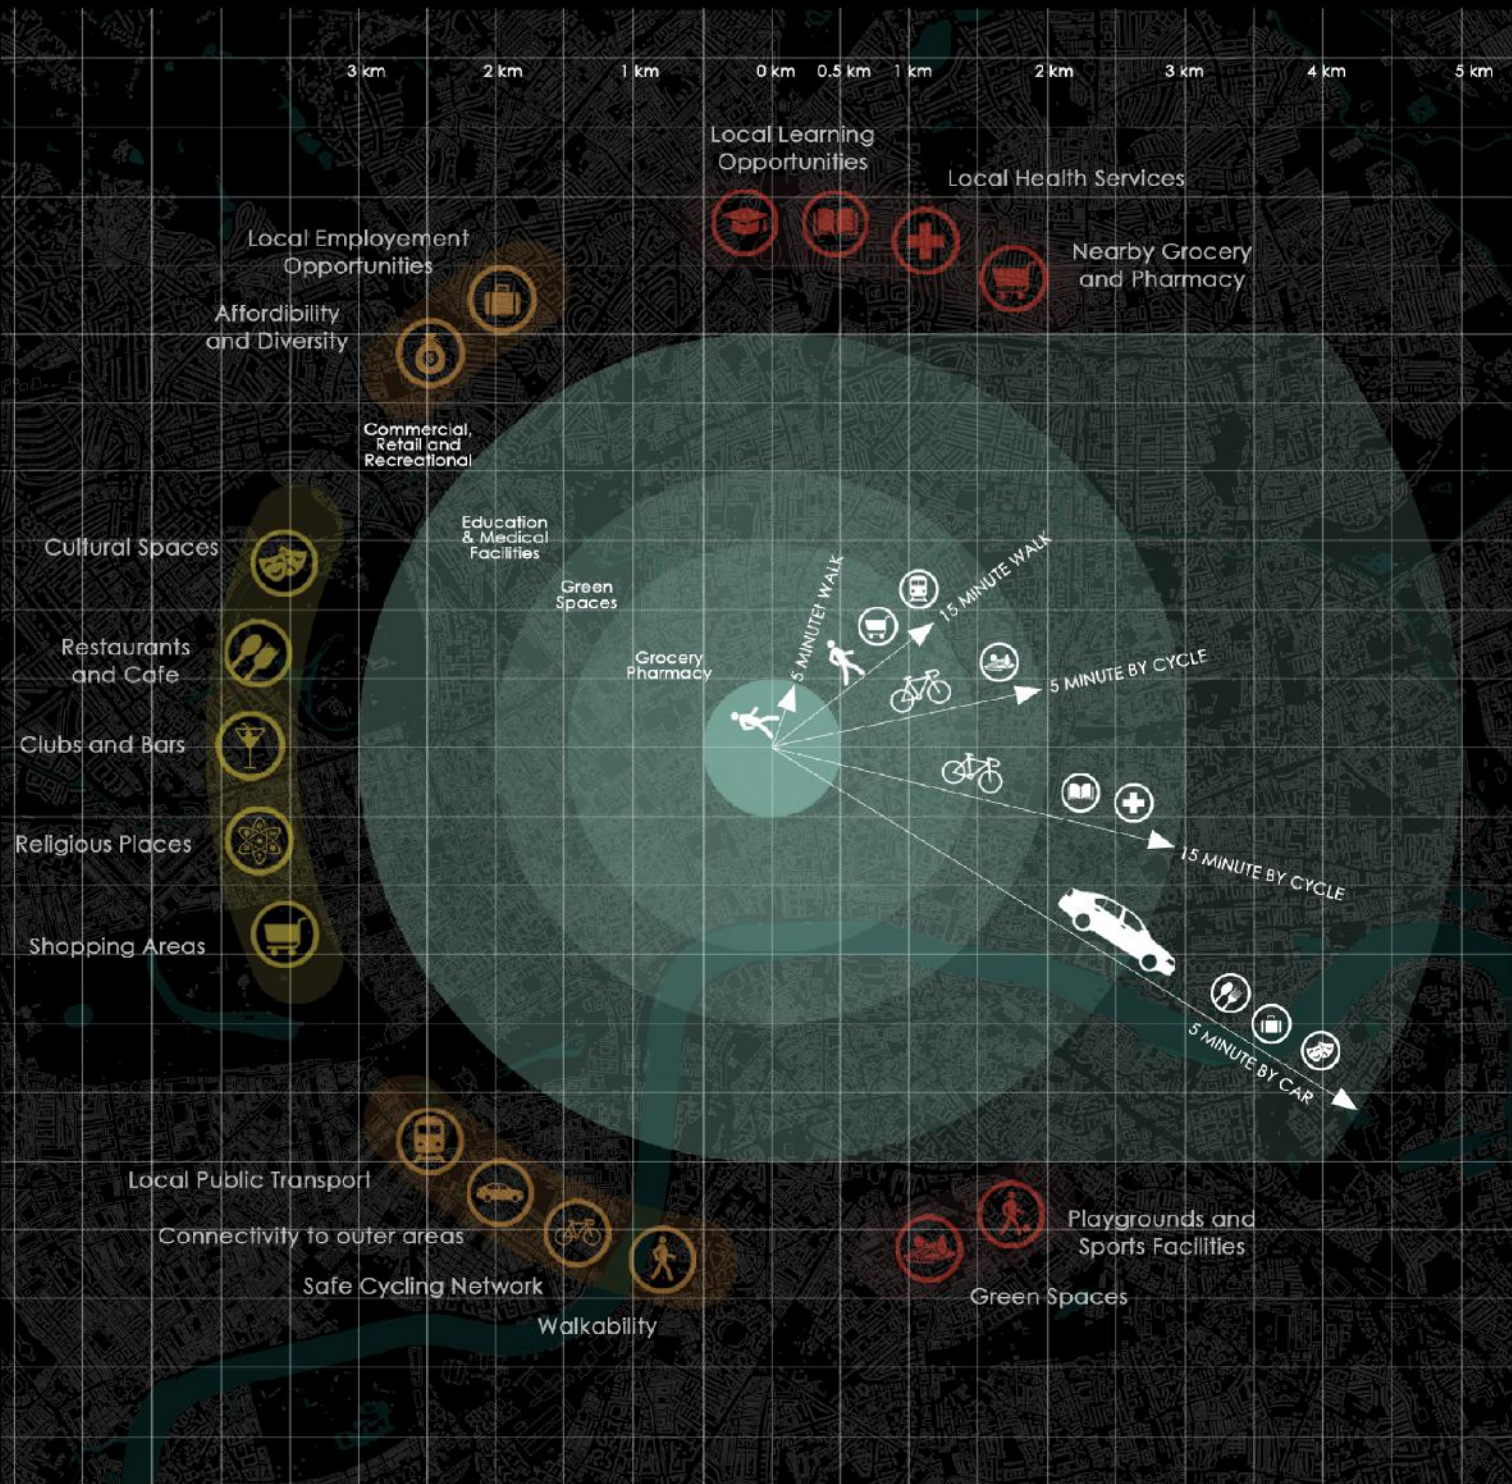 3 km 2 km 1 km 0 km 0.5 km 1 km 2 km 3 km 4 km 5 km
Local Learning
Opportunities
Local Health Services
Nearby Grocery
and Pharmacy
Local Employement
Opportunities
Affordibility
and Diversity
Commercial,
Retail and
Recreational
Education
& Medical
Facilities
Green
Spaces
Grocery
Pharmacy
5 MINUTE! WALK
15 MINUTE WALK
5 MINUTE BY CYCLE
15 MINUTE BY CYCLE
5 MINUTE BY CAR
Cultural Spaces
Restaurants
and Cafe
Clubs and Bars
Religious Places
Shopping Areas
Local Public Transport
Connectivity to outer areas
Safe Cycling Network
Walkability
Playgrounds and
Sports Facilities
Green Spaces